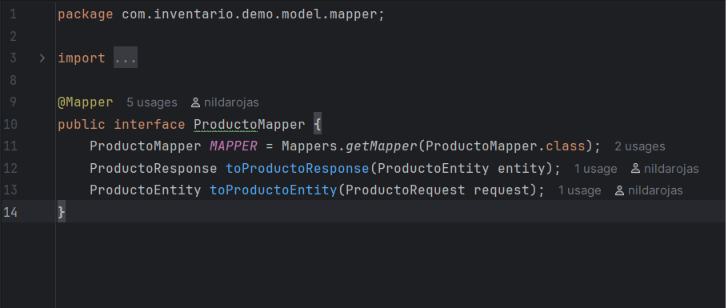 1 package com.inventario.demo.model.mapper;
2
3 import ...
8
9 @Mapper 5 usages nildarojas
10 public interface ProductoMapper {
11 ProductoMapper MAPPER = Mappers.getMapper(ProductoMapper.class); 2 usages
12 ProductoResponse toProductoResponse(ProductoEntity entity); 1 usage nildarojas
13 ProductoEntity toProductoEntity(ProductoRequest request); 1 usage nildarojas
14 }